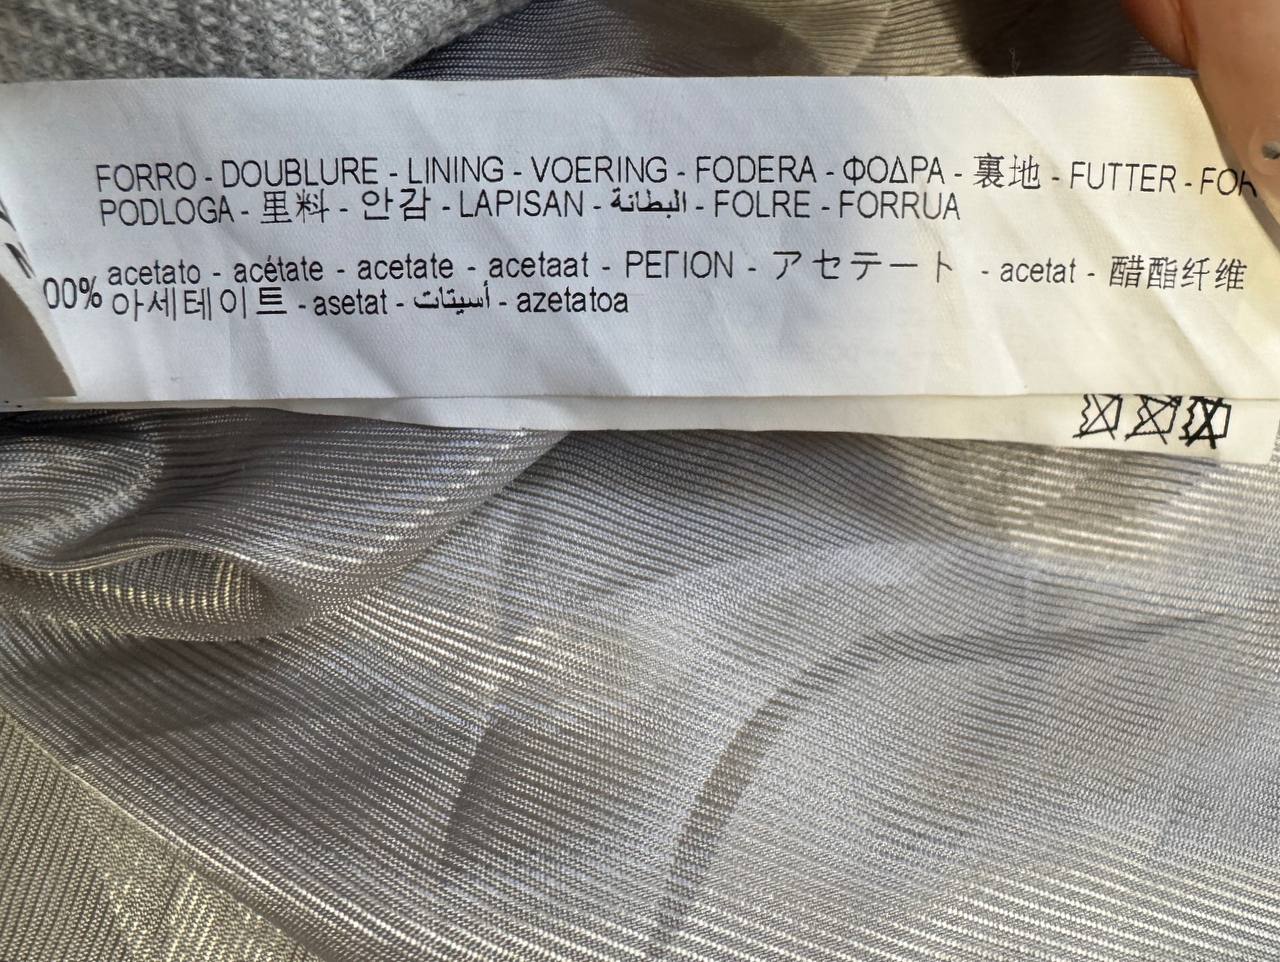 FORRO - DOUBLURE - LINING - VOERING - FODERA - ΦΟΔΡΑ - 裏地 - FUTTER -
PODLOGA - 里料 - 안감 - LAPISAN - البطانة - FOLRE - FORRUA
00% acetato - acétate - acetate - acetaat - ΡΕΓΙΟΝ - アセテート - acetat - 醋酯纤维
아세테이트 - asetat - أسيتات - azetatoa